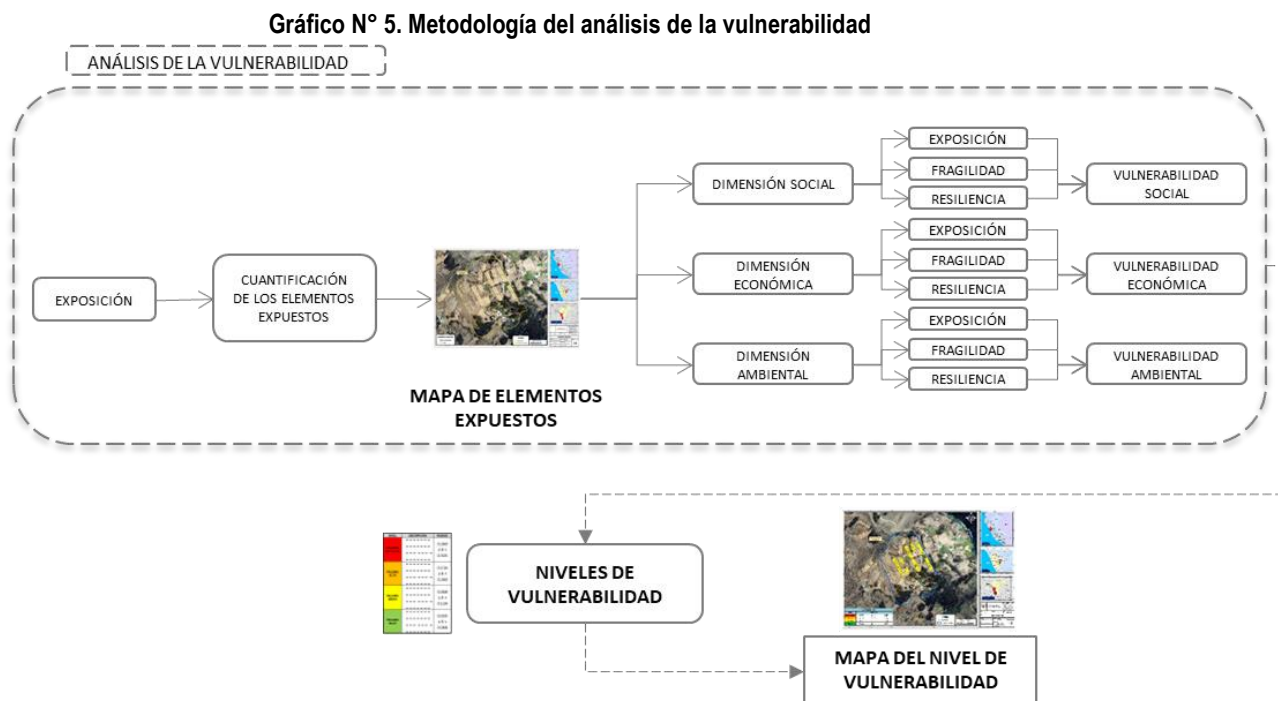 Gráfico N° 5. Metodología del análisis de la vulnerabilidad
ANÁLISIS DE LA VULNERABILIDAD
EXPOSICIÓN
CUANTIFICACIÓN
DE LOS ELEMENTOS
EXPUESTOS
MAPA DE ELEMENTOS
EXPUESTOS
DIMENSIÓN SOCIAL
EXPOSICIÓN
FRAGILIDAD
RESILIENCIA
VULNERABILIDAD
SOCIAL
DIMENSIÓN
ECONÓMICA
EXPOSICIÓN
FRAGILIDAD
RESILIENCIA
VULNERABILIDAD
ECONÓMICA
DIMENSIÓN
AMBIENTAL
EXPOSICIÓN
FRAGILIDAD
RESILIENCIA
VULNERABILIDAD
AMBIENTAL
NIVELES DE
VULNERABILIDAD
MAPA DEL NIVEL DE
VULNERABILIDAD